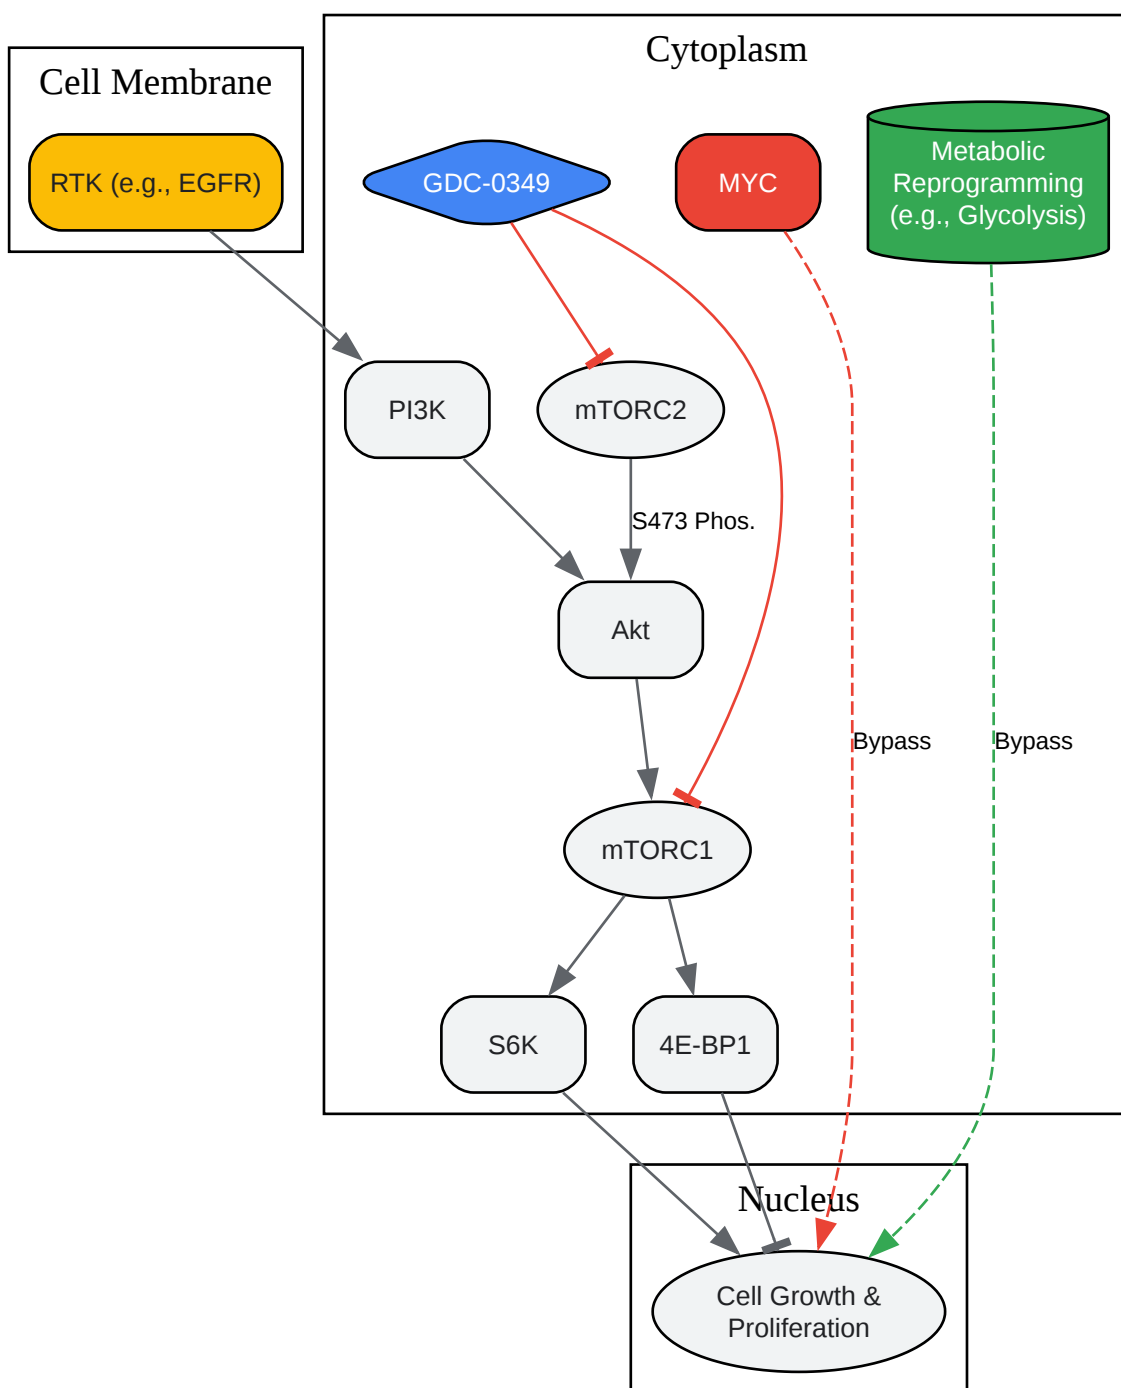 Cytoplasm
Cell Membrane
RTK (e.g., EGFR)
GDC-0349
MYC
Metabolic
Reprogramming
(e.g., Glycolysis)
PI3K
mTORC2
S473 Phos.
Akt
Bypass
Bypass
mTORC1
S6K
4E-BP1
Nucleus
Cell Growth &
Proliferation